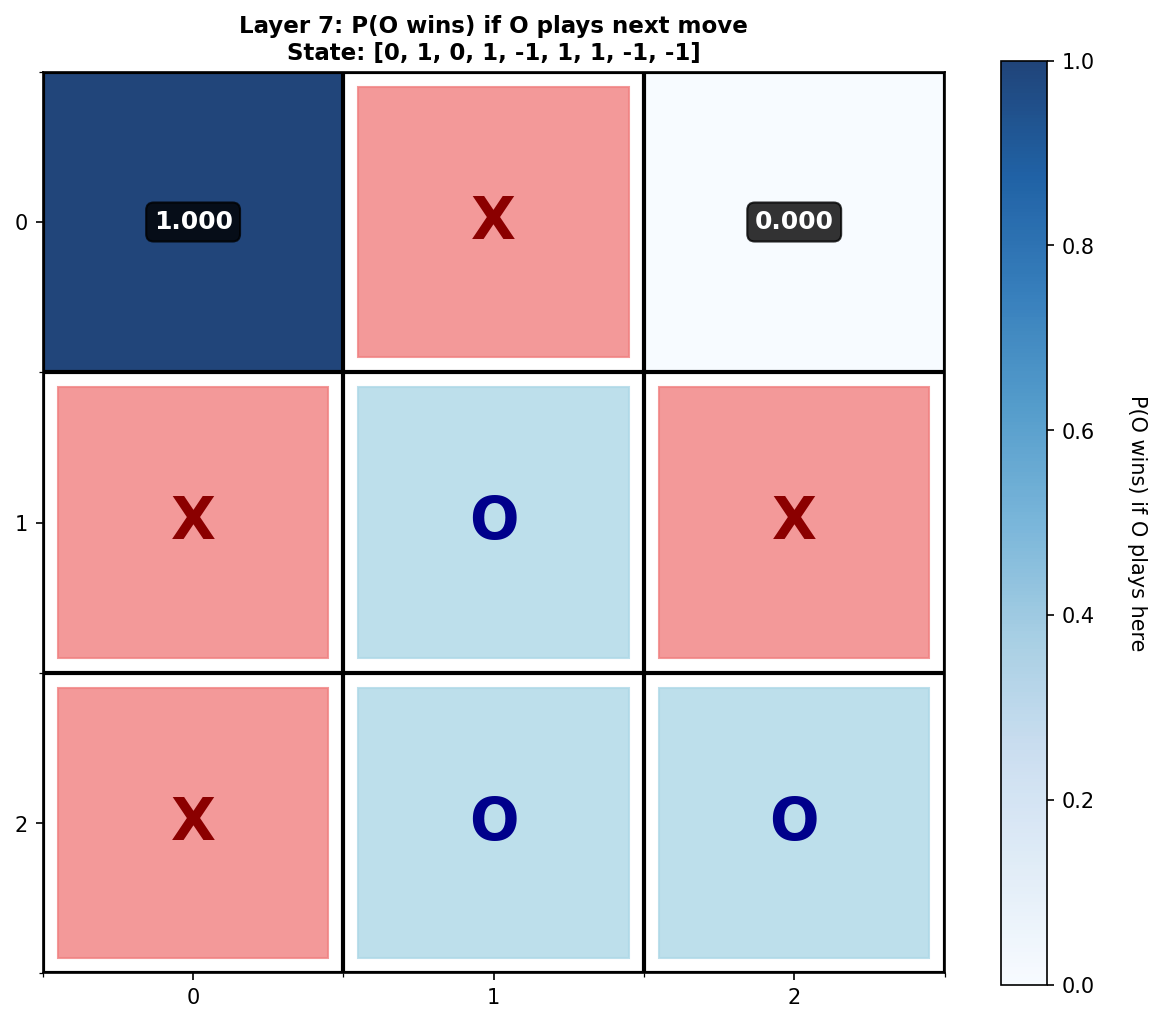 Layer 7: P(O wins) if O plays next move
State: [0, 1, 0, 1, -1, 1, 1, -1, -1]
0
1.000
X
0.000
1
X
O
X
2
X
O
O
0
1
2
1.0
0.8
0.6
0.4
0.2
0.0
P(O wins) if O plays here